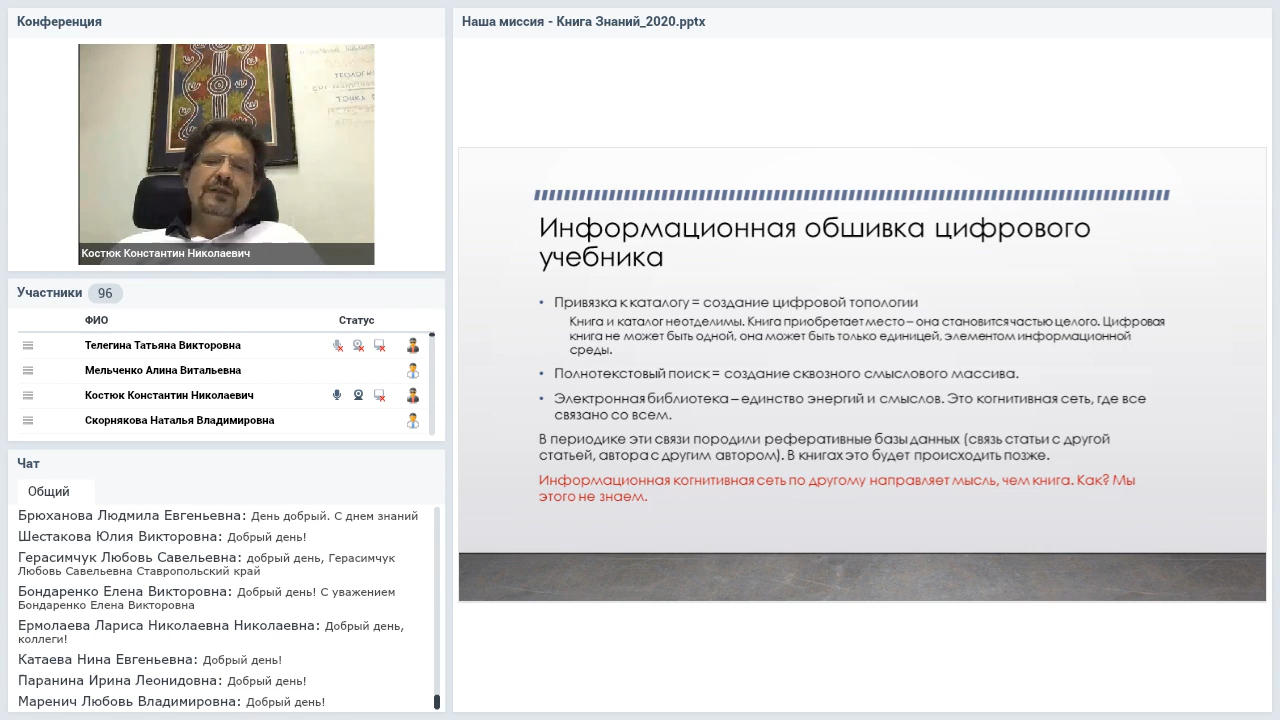 Конференция
ТЕОЛОГИ
Костюк Константин Николаевич
Участники 96
ФИО Статус
Телегина Татьяна Викторовна
Мельченко Алина Витальевна
Костюк Константин Николаевич
Скорнякова Наталья Владимировна
Чат
Общий
Брюханова Людмила Евгеньевна: День добрый. С днем знаний
Шестакова Юлия Викторовна: Добрый день!
Герасимчук Любовь Савельевна: добрый день, Герасимчук
Любовь Савельевна Ставропольский край
Бондаренко Елена Викторовна: Добрый день! С уважением
Бондаренко Елена Викторовна
Ермолаева Лариса Николаевна Николаевна: Добрый день,
коллеги!
Катаева Нина Евгеньевна: Добрый день!
Паранина Ирина Леонидовна: Добрый день!
Маренич Любовь Владимировна: Добрый день!
Наша миссия - Книга Знаний_2020.pptx
Информационная обшивка цифрового
учебника
• Привязка к каталогу = создание цифровой топологии
Книга и каталог неотделимы. Книга приобретает место – она становится частью целого. Цифровая
книга не может быть одной, она может быть только единицей, элементом информационной
среды.
• Полнотекстовый поиск = создание сквозного смыслового массива.
• Электронная библиотека – единство энергий и смыслов. Это когнитивная сеть, где все
связано со всем.
В периодике эти связи породили реферативные базы данных (связь статьи с другой
статьей, автора с другим автором). В книгах это будет происходить позже.
Информационная когнитивная сеть по другому направляет мысль, чем книга. Как? Мы
этого не знаем.